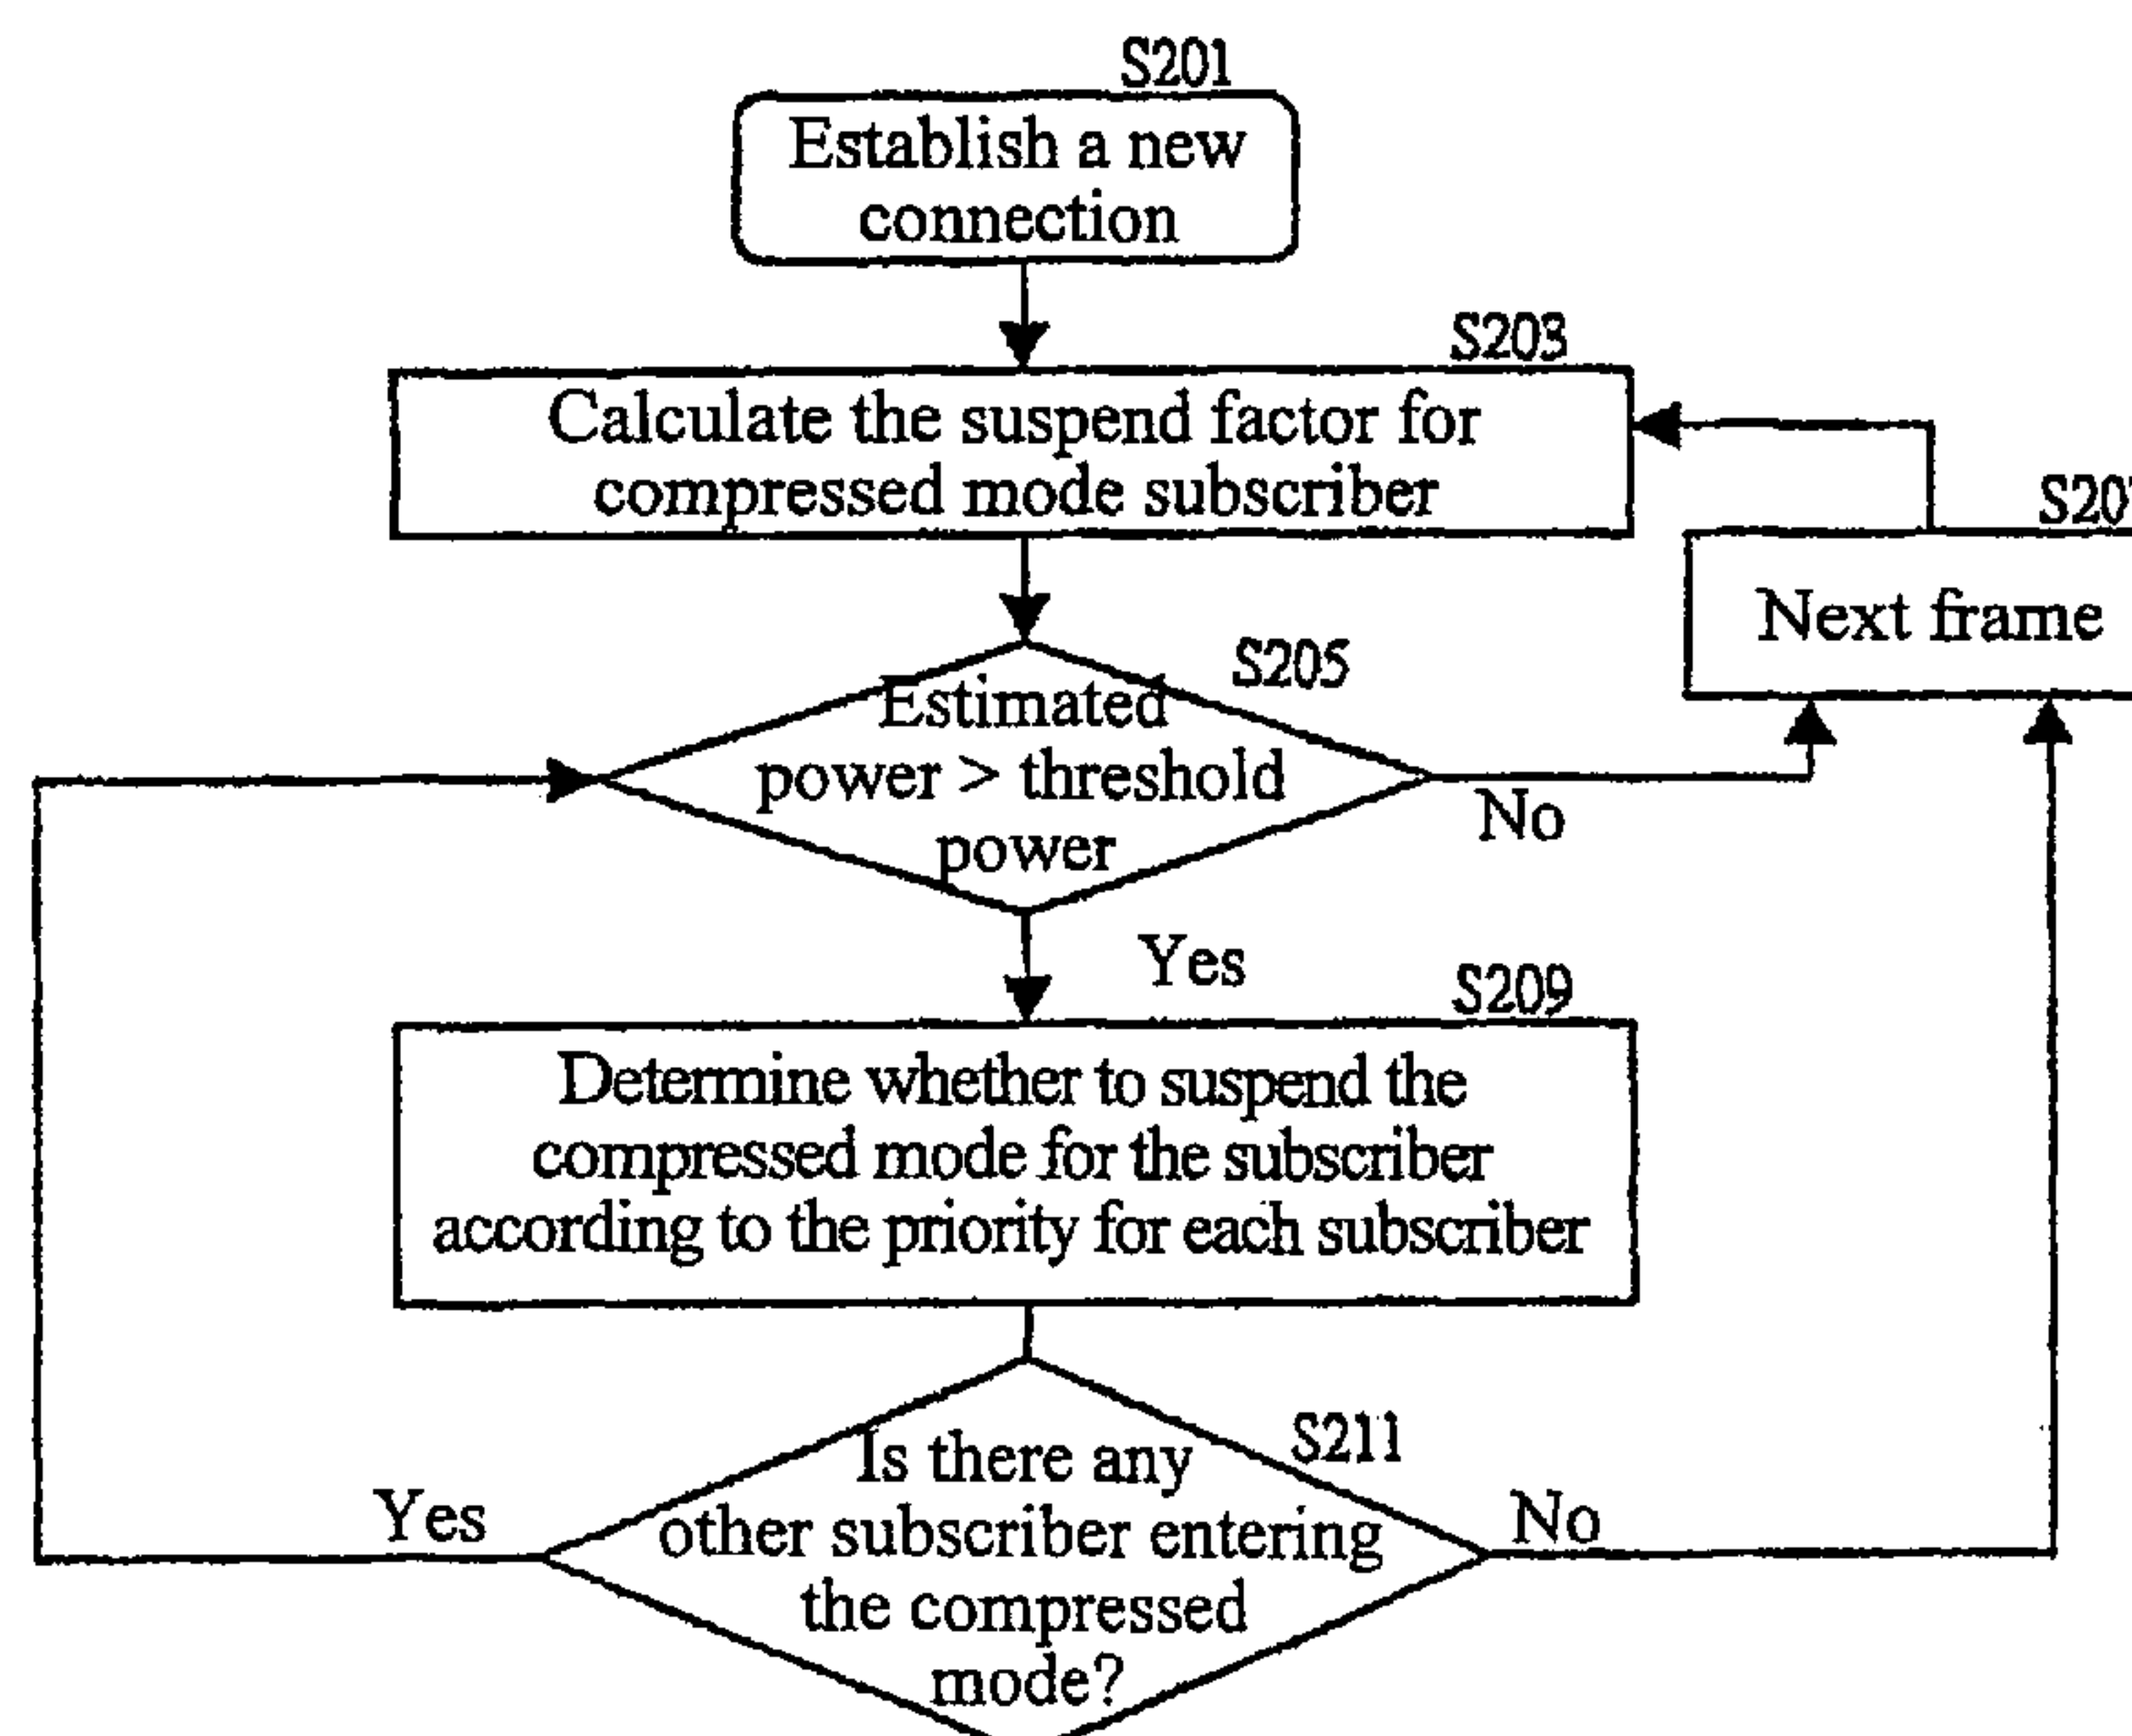 S201
Establish a new
connection
S203
Calculate the suspend factor for
compressed mode subscriber
Next frame
S205
Estimated
power > threshold
power
No
Yes
S209
Determine whether to suspend the
compressed mode for the subscriber
according to the priority for each subscriber
S211
Is there any
other subscriber entering
the compressed
mode?
Yes
No